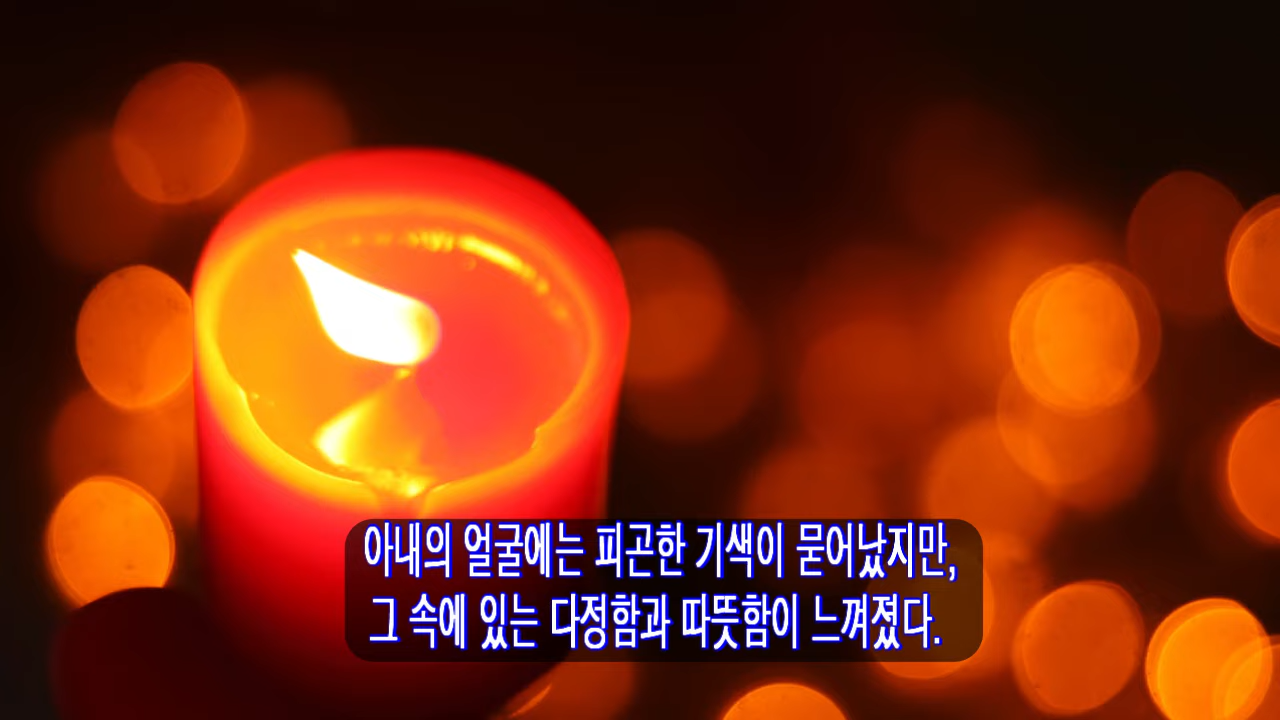 아내의 얼굴에는 피곤한 기색이 묻어났지만,
그 속에 있는 다정함과 따뜻함이 느껴졌다.